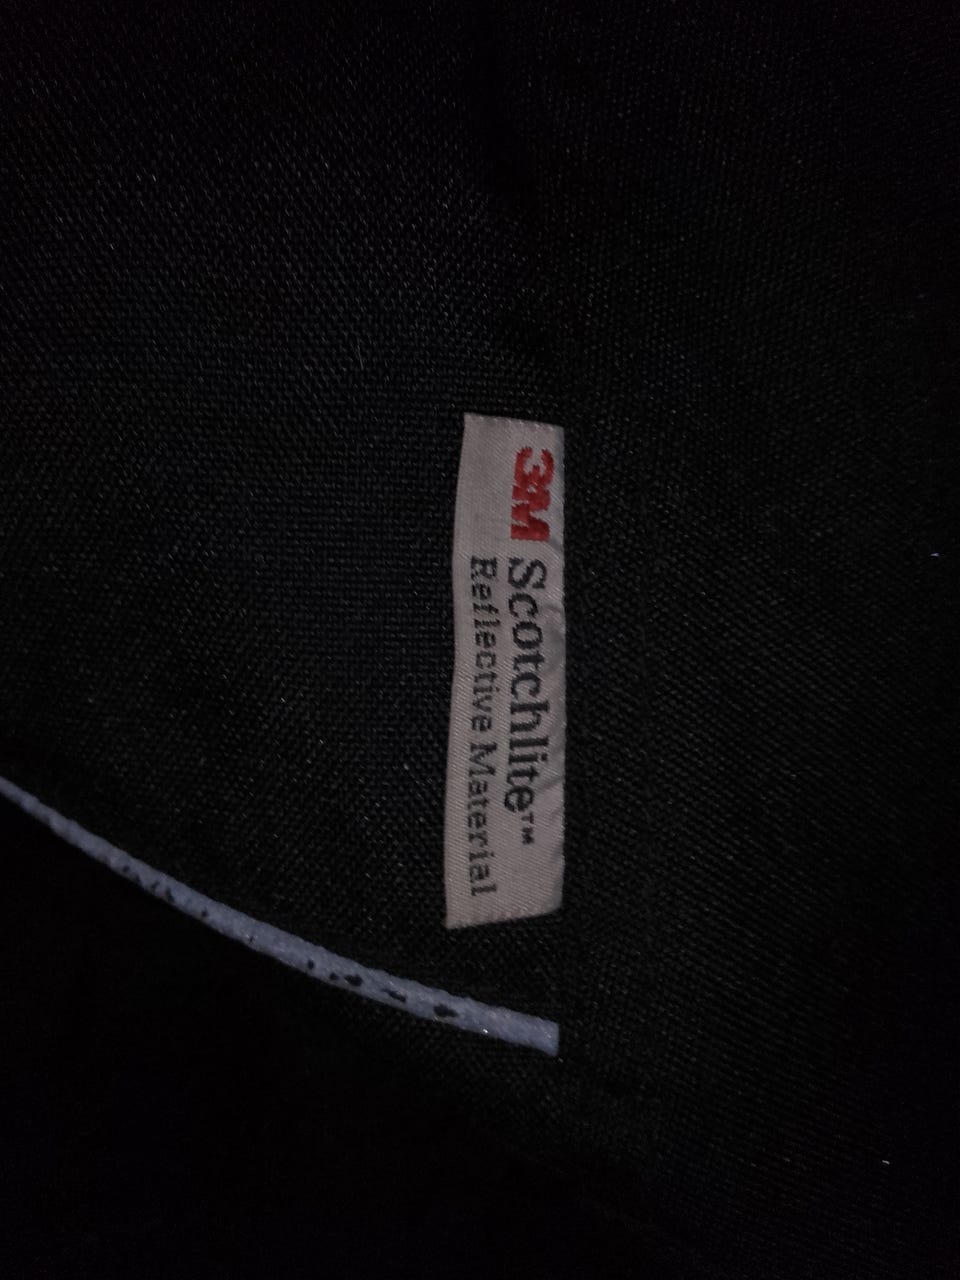 3M Scotchlite™
Reflective Material